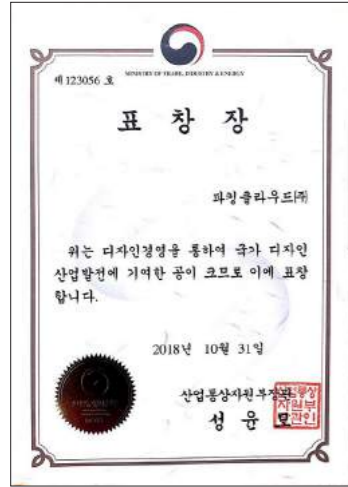 제 123056 호
MINISTRY OF TRADE, INDUSTRY & ENERGY
표 창 장
파킹클라우드(주)
위는 디자인경영을 통하여 국가 디자인
산업발전에 기여한 공이 크므로 이에 표창
합니다.
2018년 10월 31일
산업통상자원부장관
성 윤 모